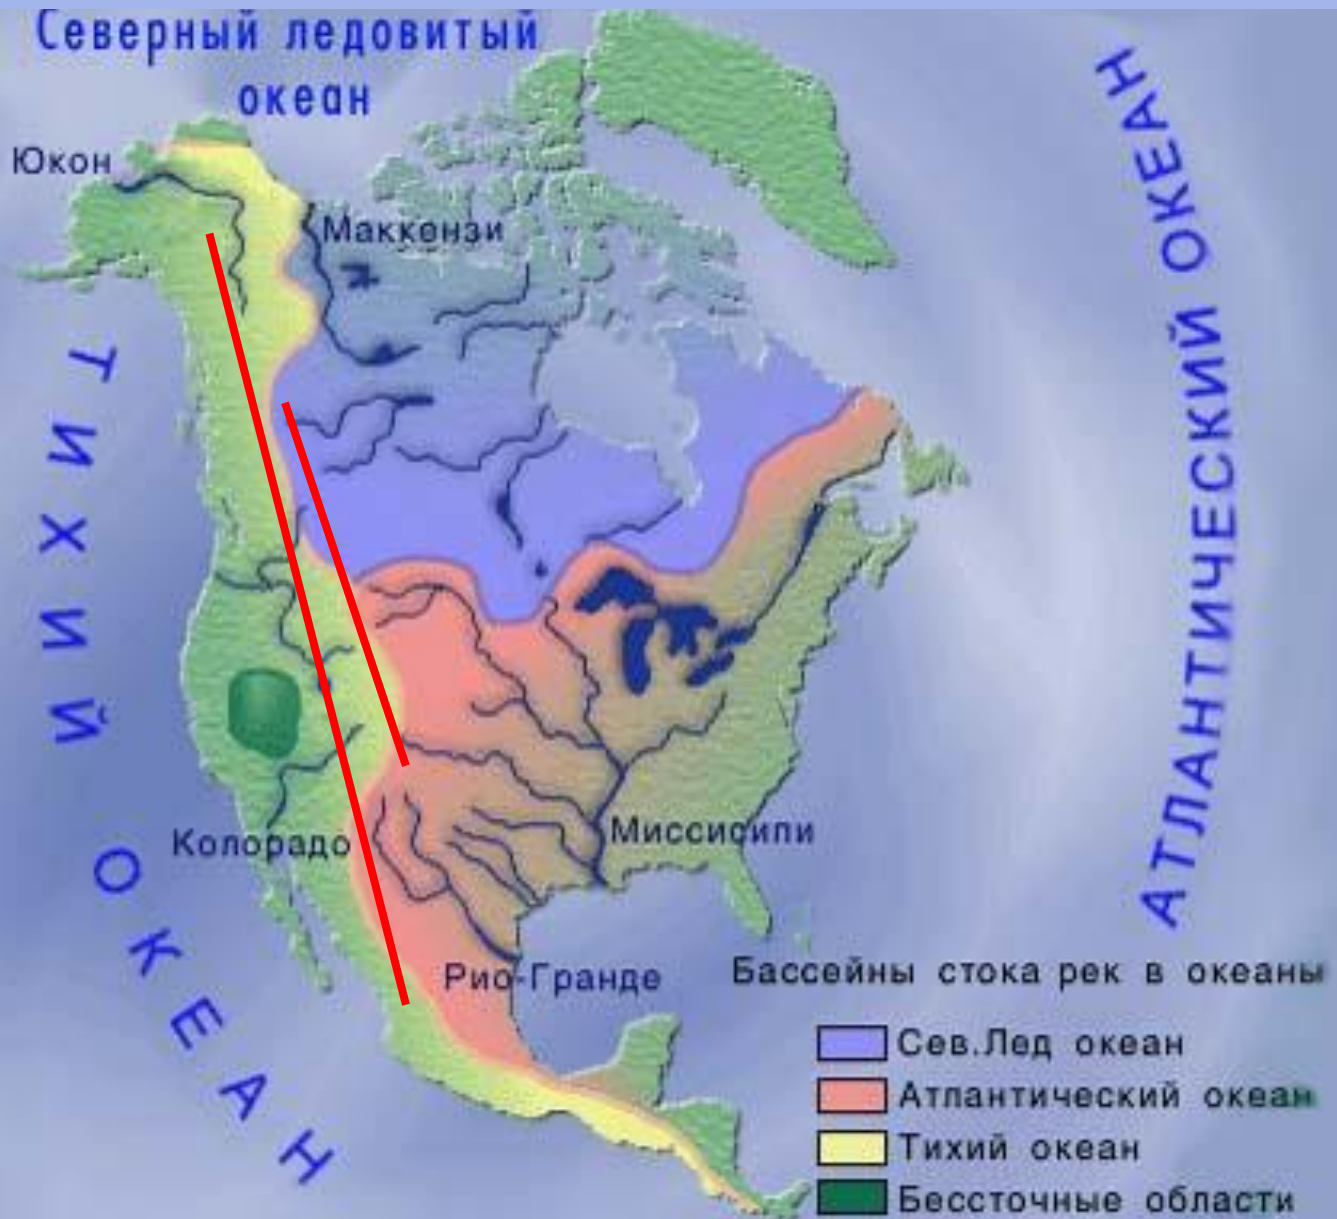 Северный ледовитый
океан
Юкон
Маккензи
ТИХИЙ ОКЕАН
АТЛАНТИЧЕСКИЙ ОКЕАН
Колорадо
Миссисипи
Рио-Гранде
Бассейны стока рек в океаны
Сев.Лед океан
Атлантический океан
Тихий океан
Бессточные области